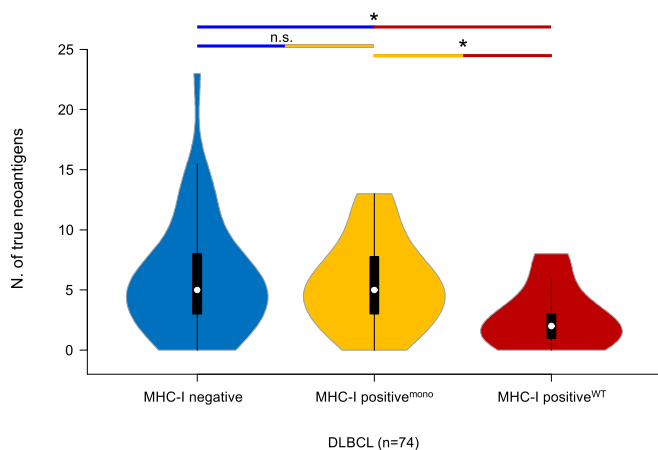 *
n.s.
*
25
20
15
10
5
0
N. of true neoantigens
MHC-I negative
MHC-I positiveᵐᵒⁿᵒ
MHC-I positiveᵂᵀ
DLBCL (n=74)